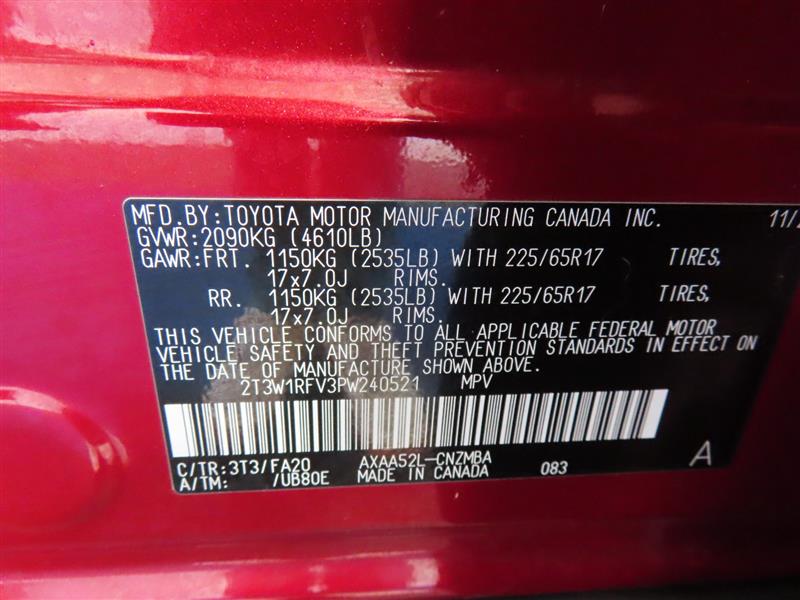 MFD.BY:TOYOTA MOTOR MANUFACTURING CANADA INC. 11/
GVWR:2090KG (4610LB)
GAWR:FRT. 1150KG (2535LB) WITH 225/65R17 TIRES,
17x7.0J RIMS.
RR. 1150KG (2535LB) WITH 225/65R17 TIRES,
17x7.0J RIMS.
THIS VEHICLE CONFORMS TO ALL APPLICABLE FEDERAL MOTOR
VEHICLE SAFETY AND THEFT PREVENTION STANDARDS IN EFFECT ON
THE DATE OF MANUFACTURE SHOWN ABOVE.
2T3W1RFV3PW240521 MPV
C/TR:3T3/FA20 AXAA52L-CNZMBA 083 A
A/TM: /UB80E MADE IN CANADA